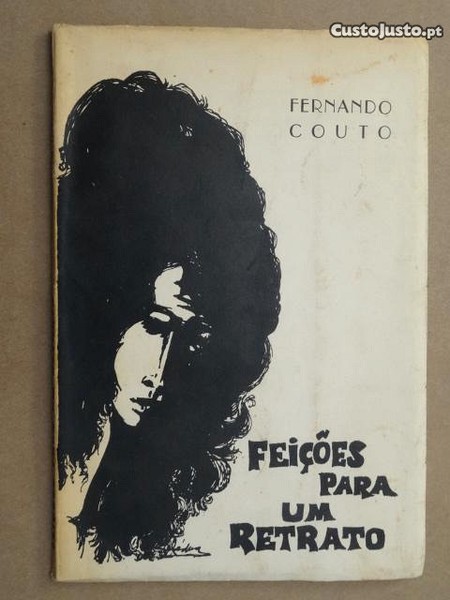 CustoJusto.pt
FERNANDO
COUTO
FEIÇÕES
PARA
UM
RETRATO